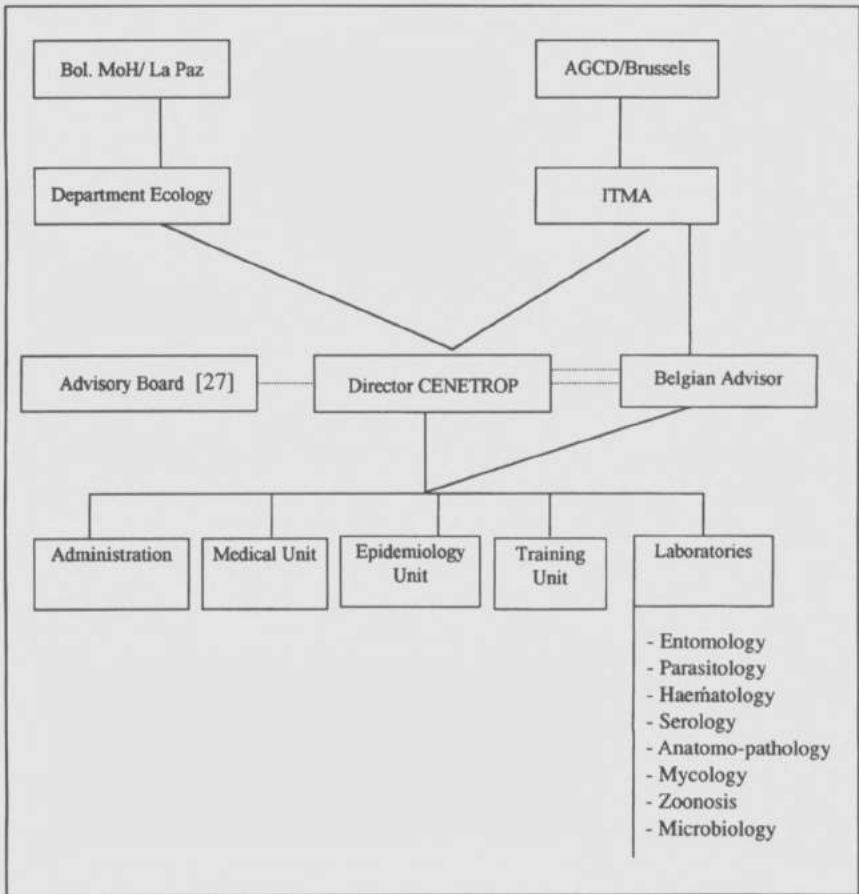 Bol. MoH/ La Paz
AGCD/Brussels
Department Ecology
ITMA
Advisory Board [27]
Director CENETROP
Belgian Advisor
Administration
Medical Unit
Epidemiology
Unit
Training
Unit
Laboratories
- Entomology
- Parasitology
- Haematology
- Serology
- Anatomo-pathology
- Mycology
- Zoonosis
- Microbiology